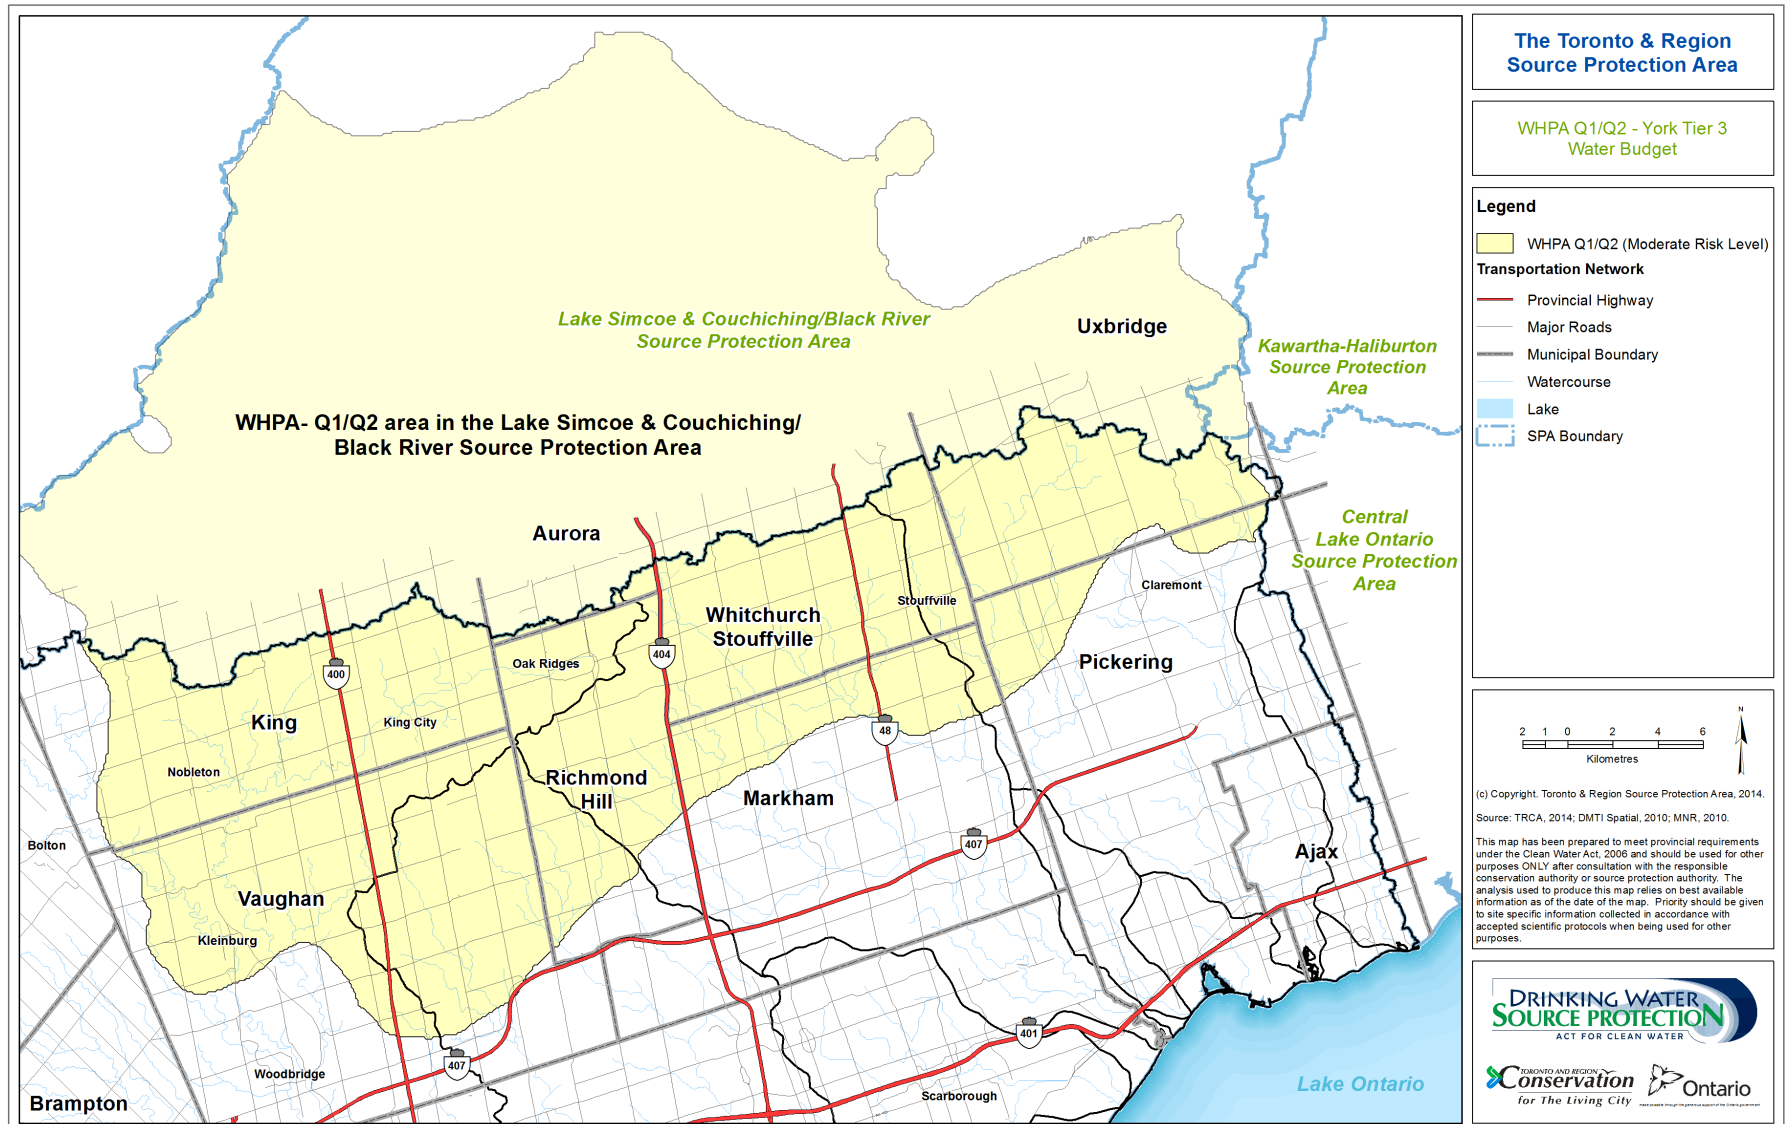 The Toronto & Region
Source Protection Area
WHPA Q1/Q2 - York Tier 3
Water Budget
Legend
WHPA Q1/Q2 (Moderate Risk Level)
Transportation Network
Provincial Highway
Major Roads
Municipal Boundary
Watercourse
Lake
SPA Boundary
N
2 1 0 2 4 6
Kilometres
(c) Copyright. Toronto & Region Source Protection Area, 2014.
Source: TRCA, 2014; DMTI Spatial, 2010; MNR, 2010.
This map has been prepared to meet provincial requirements
under the Clean Water Act, 2006 and should be used for other
purposes ONLY after consultation with the responsible
conservation authority or source protection authority. The
analysis used to produce this map relies on best available
information as of the date of the map. Priority should be given
to site specific information collected in accordance with
accepted scientific protocols when being used for other
purposes.
DRINKING WATER
SOURCE PROTECTION
ACT FOR CLEAN WATER
TORONTO AND REGION
Conservation
for The Living City
Ontario
made possible through the generous support of the Ontario government
Lake Simcoe & Couchiching/Black River
Source Protection Area
Uxbridge
Kawartha-Haliburton
Source Protection
Area
WHPA- Q1/Q2 area in the Lake Simcoe & Couchiching/
Black River Source Protection Area
Aurora
Central
Lake Ontario
Source Protection
Area
Claremont
Stouffville
Whitchurch
Stouffville
404
Oak Ridges
Pickering
400
King
King City
48
Nobleton
Richmond
Hill
Markham
Bolton
407
Ajax
Vaughan
Kleinburg
401
407
Woodbridge
Lake Ontario
Scarborough
Brampton